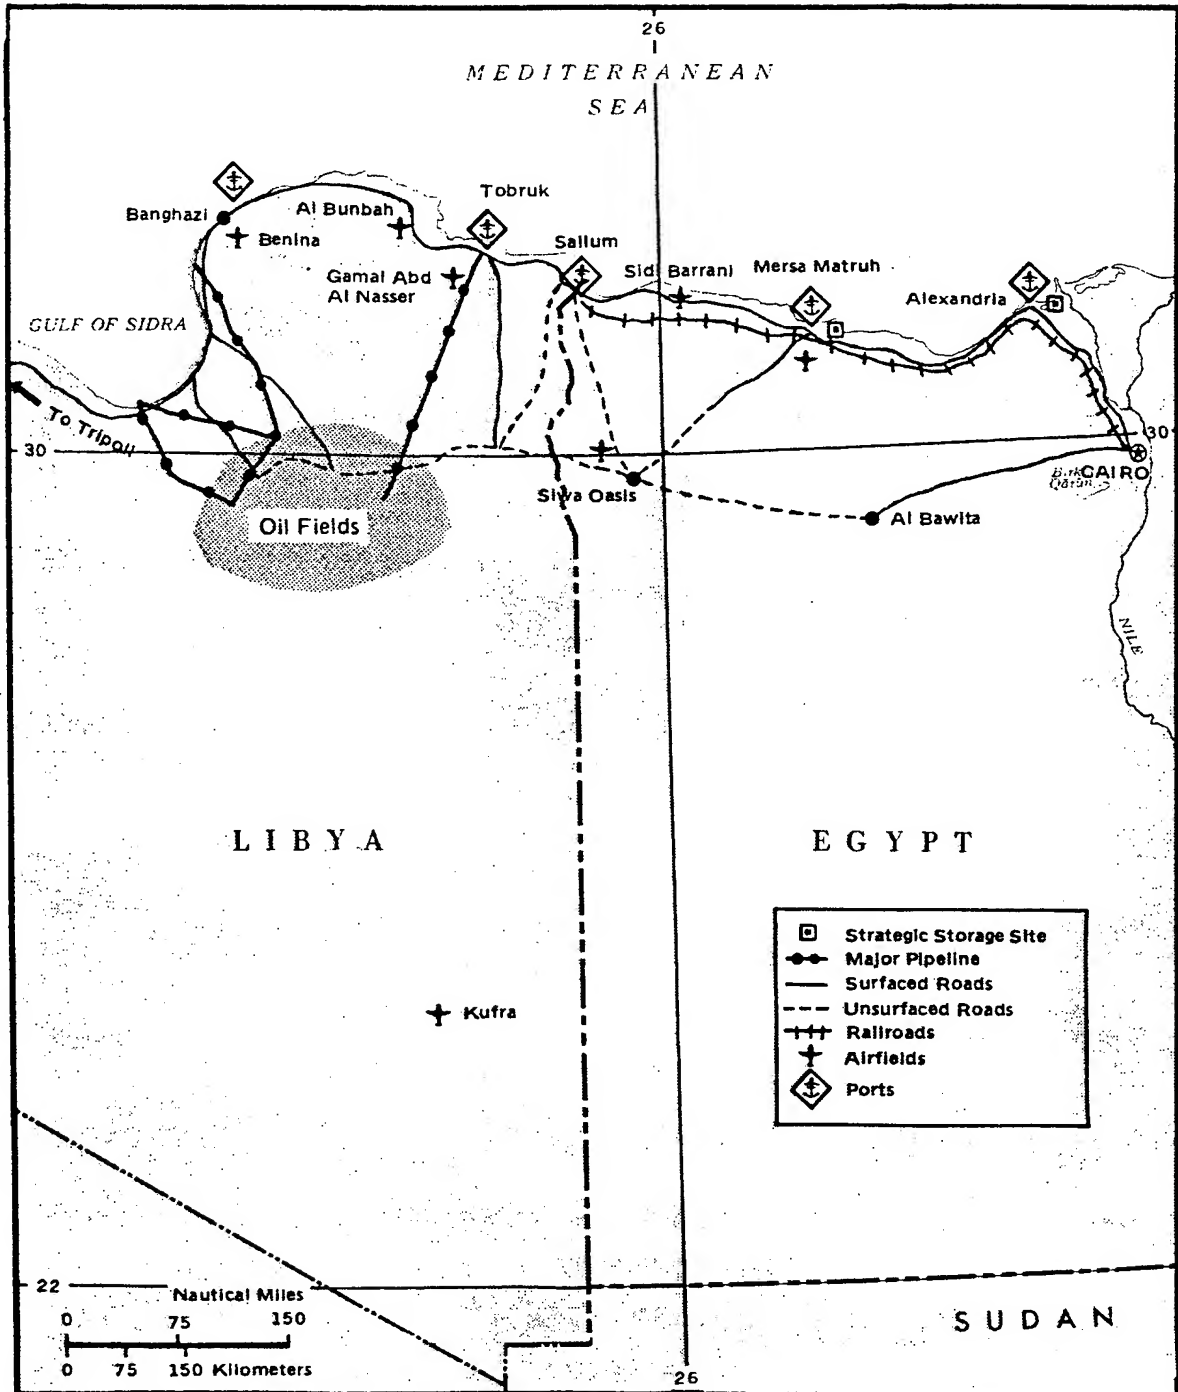 26
MEDITERRANEAN
SEA
Tobruk
Banghazi
Al Bunbah
Benina
Sallum
Gamal Abd
Al Nasser
Sidi Barrani
Mersa Matruh
Alexandria
GULF OF SIDRA
To Tripoli
30
30
CAIRO
Birk
Qārūn
Siwa Oasis
Al Bawita
Oil Fields
NILE
LIBYA
EGYPT
Strategic Storage Site
Major Pipeline
Surfaced Roads
Unsurfaced Roads
Railroads
Airfields
Ports
Kufra
22
Nautical Miles
0 75 150
0 75 150 Kilometers
SUDAN
26